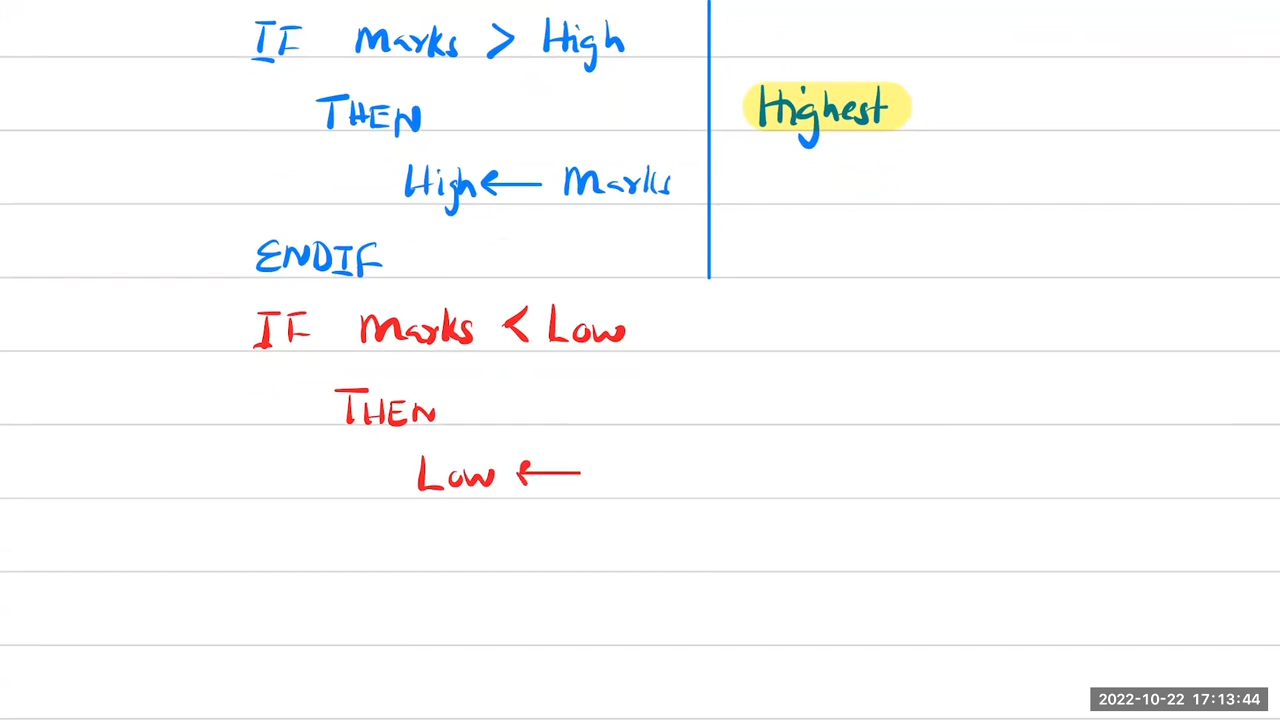 IF Marks > High
THEN
Highest
High ← Marks
ENDIF
IF Marks < Low
THEN
Low ←
2022-10-22 17:13:44